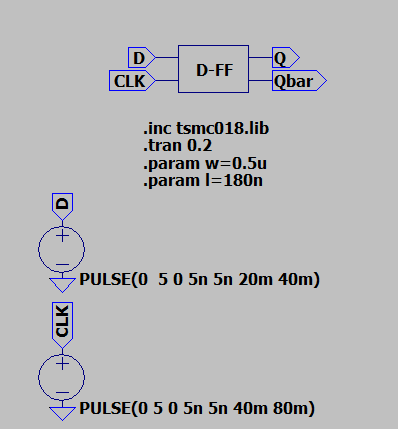 D
CLK
D-FF
Q
Qbar
.inc tsmc018.lib
.tran 0.2
.param w=0.5u
.param l=180n
D
PULSE(0  5 0 5n 5n 20m 40m)
CLK
PULSE(0 5 0 5n 5n 40m 80m)